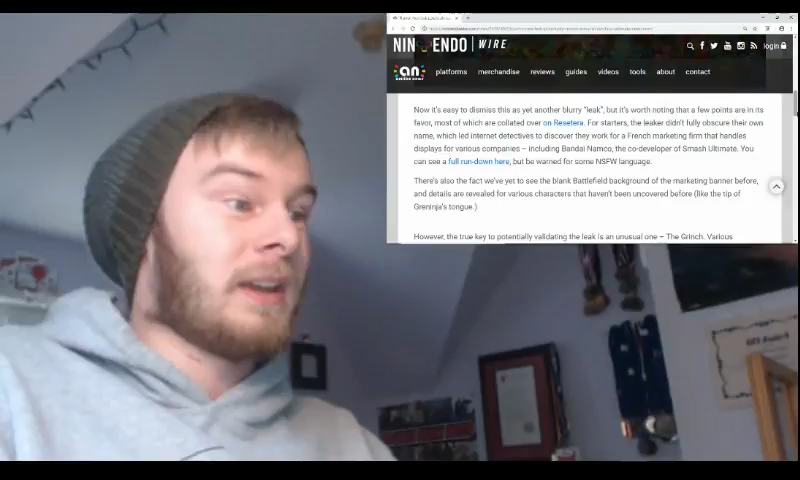 NIN ENDO WIRE
login
an
platforms merchandise reviews guides videos tools about contact
Now it's easy to dismiss this as yet another blurry "leak", but it's worth noting that a few points are in its
favor, most of which are collated over on Resetera. For starters, the leaker didn't fully obscure their own
name, which led internet detectives to discover they work for a French marketing firm that handles
displays for various companies – including Bandai Namco, the co-developer of Smash Ultimate. You
can see a full run-down here, but be warned for some NSFW language.
There's also the fact we've yet to see the blank Battlefield background of the marketing banner before,
and details are revealed for various characters that haven't been uncovered before (like the tip of
Greninja's tongue.)
However, the true key to potentially validating the leak is an unusual one – The Grinch. Various